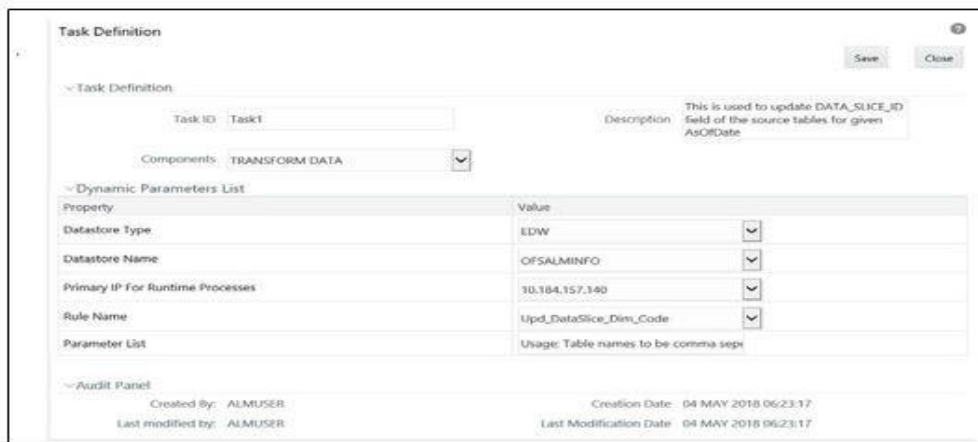 Task Definition
Save Close
Task Definition
Task ID Task1
Description This is used to update DATA_SLICE_ID
field of the source tables for given
AsOfDate
Components TRANSFORM DATA
Dynamic Parameters List
Property Value
Datastore Type EDW
Datastore Name OFSALMINFO
Primary IP For Runtime Processes 10.184.157.140
Rule Name Upd_DataSlice_Dim_Code
Parameter List Usage: Table names to be comma sepe
Audit Panel
Created By: ALMUSER Creation Date 04 MAY 2018 06:23:17
Last modified by: ALMUSER Last Modification Date 04 MAY 2018 06:23:17